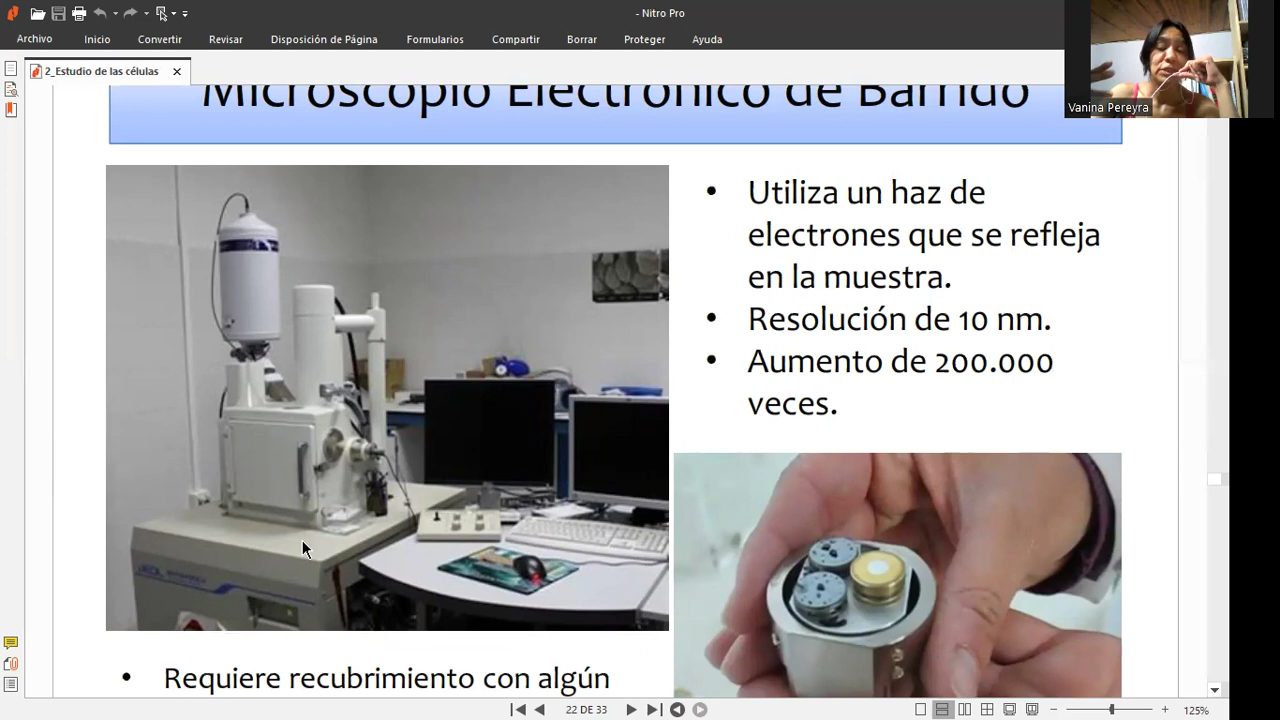 - Nitro Pro
Archivo
Inicio
Convertir
Revisar
Disposición de Página
Formularios
Compartir
Borrar
Proteger
Ayuda
2_Estudio de las células
Microscopio Electrónico de Barrido
Vanina Pereyra
• Utiliza un haz de
electrones que se refleja
en la muestra.
• Resolución de 10 nm.
• Aumento de 200.000
veces.
JEOL
• Requiere recubrimiento con algún
22 DE 33
125%